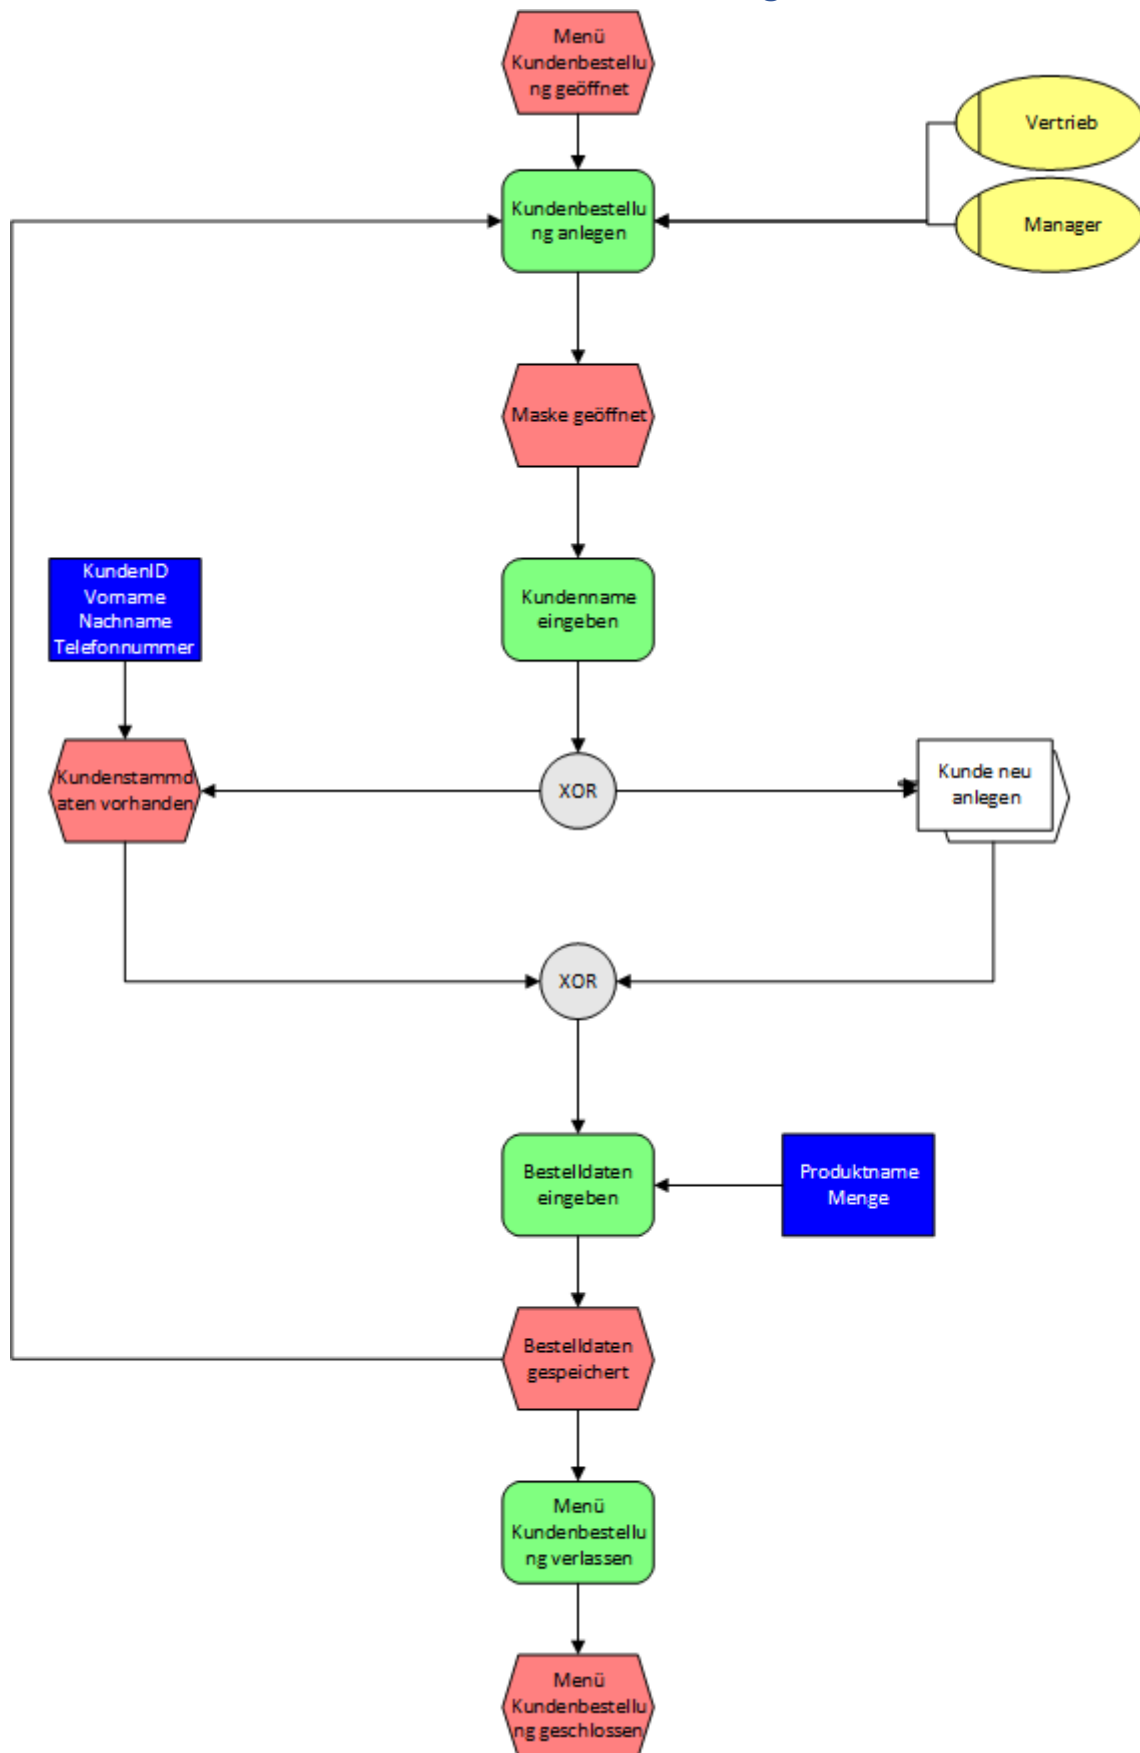 Menü
Kundenbestellu
ng geöffnet
Vertrieb
Kundenbestellu
ng anlegen
Manager
Maske geöffnet
KundenID
Vorname
Nachname
Telefonnummer
Kundenname
eingeben
Kundenstammd
aten vorhanden
XOR
Kunde neu
anlegen
XOR
Bestelldaten
eingeben
Produktname
Menge
Bestelldaten
gespeichert
Menü
Kundenbestellu
ng verlassen
Menü
Kundenbestellu
ng geschlossen